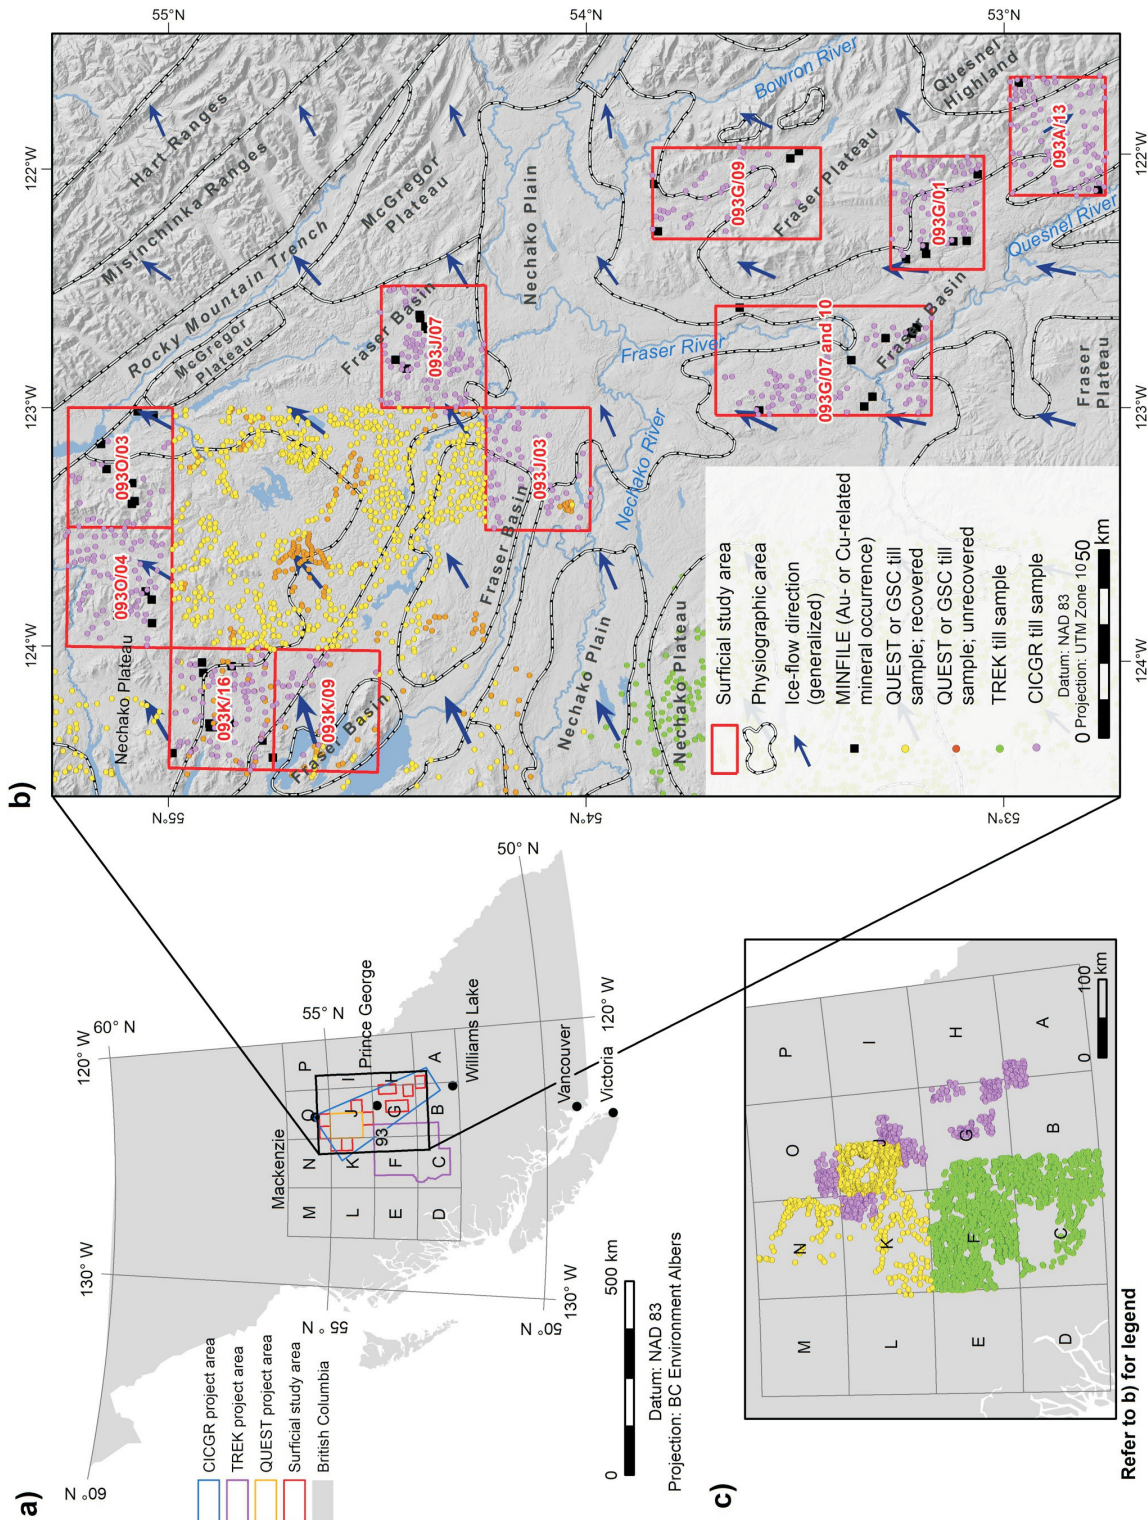 a)
CICGR project area
TREK project area
QUEST project area
Surficial study area
British Columbia
60° N
130° W
120° W
60° N
55° N
55° N
50° N
130° W
50° N
120° W
Mackenzie
Prince George
Williams Lake
Vancouver
Victoria
M
N
O
P
L
K
J
I
E
F
G
H
D
C
B
A
93
0
500 km
Datum: NAD 83
Projection: BC Environment Albers
b)
124°W
123°W
122°W
55°N
54°N
53°N
55°N
54°N
53°N
124°W
123°W
122°W
Nechako Plateau
093O/04
093O/03
093K/16
093K/09
093J/07
093J/03
093G/09
093G/07 and 10
093G/01
093A/13
Rocky Mountain Trench
Misinchinka Ranges
Hart Ranges
McGregor
Plateau
McGregor
Plateau
Fraser Basin
Fraser Basin
Fraser Basin
Nechako Plain
Nechako Plain
Nechako Plateau
Nechako River
Fraser River
Bowron River
Fraser Plateau
Fraser Basin
Quesnel
Highland
Quesnel River
Fraser
Plateau
Surficial study area
Physiographic area
Ice-flow direction
(generalized)
MINFILE (Au- or Cu-related
mineral occurrence)
QUEST or GSC till
sample; recovered
QUEST or GSC till
sample; unrecovered
TREK till sample
CICGR till sample
Datum: NAD 83
Projection: UTM Zone 10
0
50
km
c)
M
N
O
P
L
K
J
I
E
F
G
H
D
C
B
A
0
100
km
Refer to b) for legend